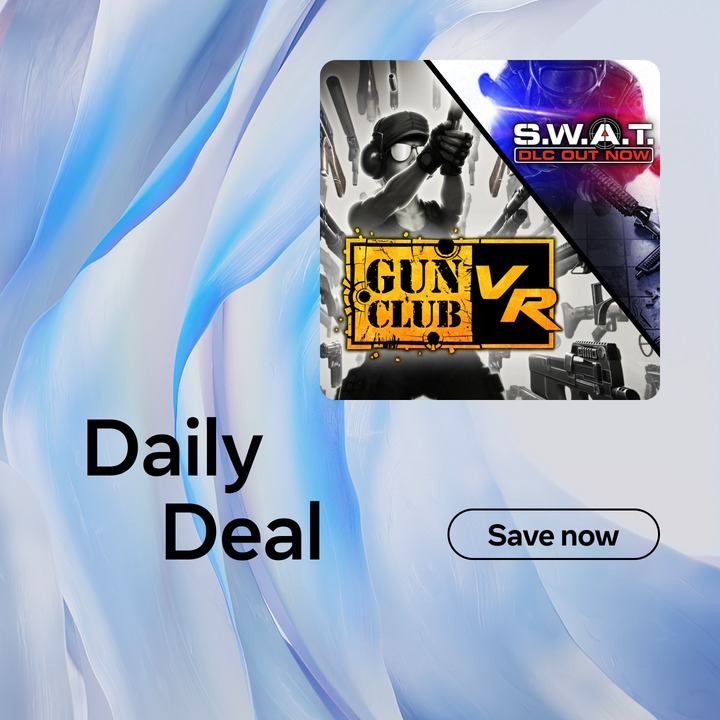 S.W.A.T.
DLC OUT NOW
GUN
CLUB
VR
Daily
Deal
Save now